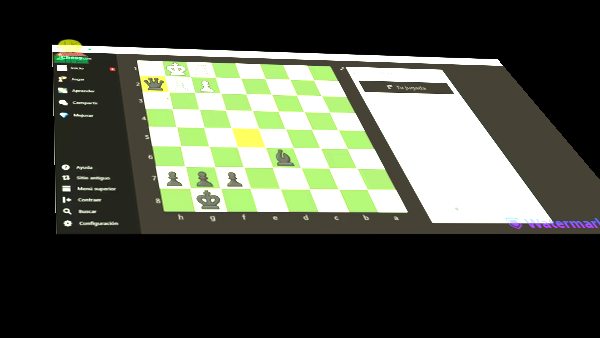 Chess.com
Inicio
Jugar
Aprender
Comparte
Mejorar
Tu jugada
Ayuda
Sitio antiguo
Menú superior
Contraer
Buscar
Configuración
1
2
3
4
5
6
7
8
h g f e d c b a
Watermark